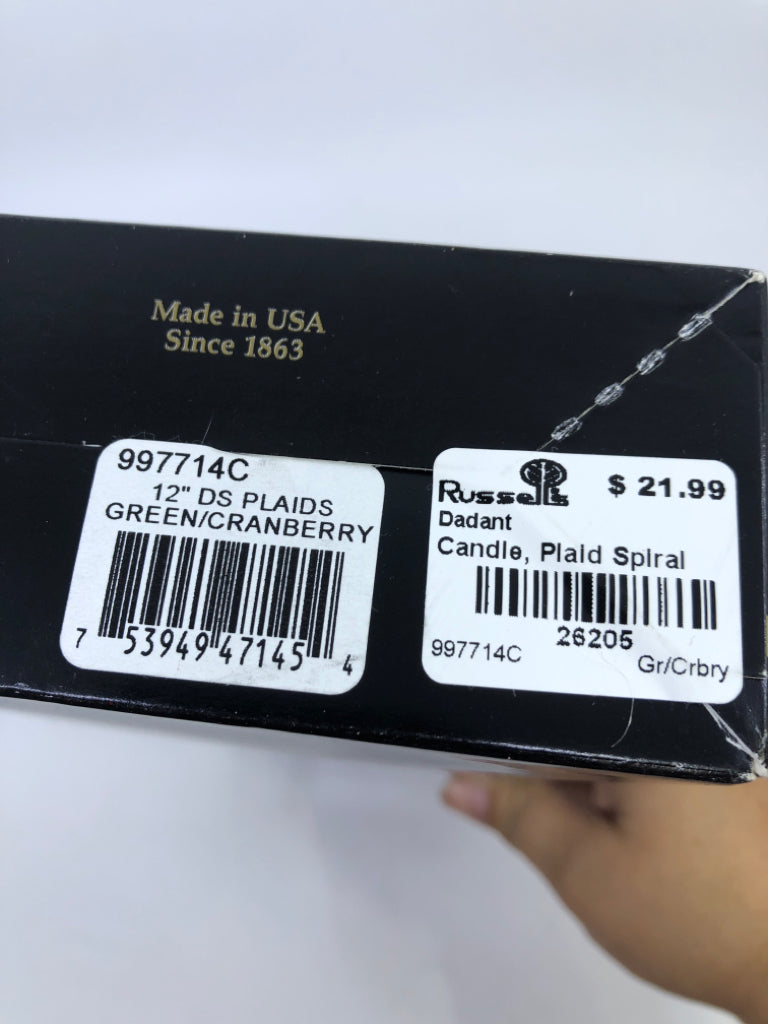 Made in USA
Since 1863
997714C
12" DS PLAIDS
GREEN/CRANBERRY
7 53949 47145 4
Russell's $ 21.99
Dadant
Candle, Plaid Spiral
26205
997714C Gr/Crbry